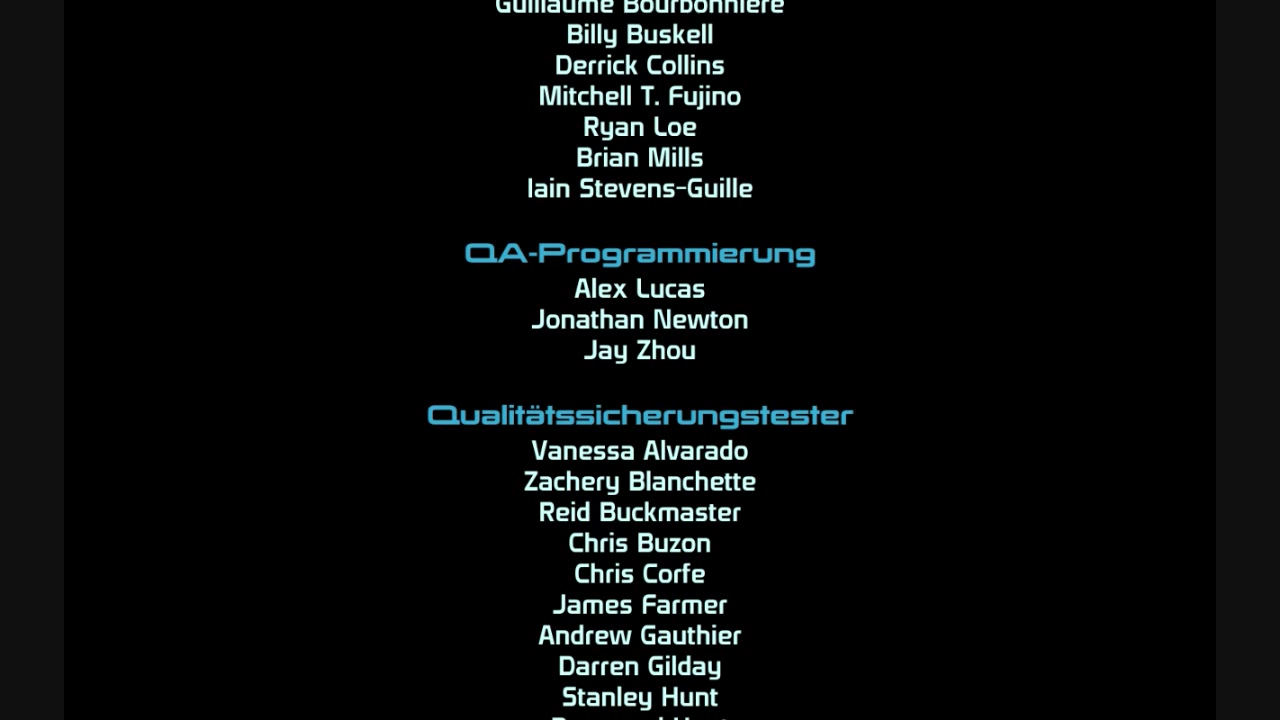 Guillaume Bourbonniere
Billy Buskell
Derrick Collins
Mitchell T. Fujino
Ryan Loe
Brian Mills
Iain Stevens-Guille
QA-Programmierung
Alex Lucas
Jonathan Newton
Jay Zhou
Qualitätssicherungstester
Vanessa Alvarado
Zachery Blanchette
Reid Buckmaster
Chris Buzon
Chris Corfe
James Farmer
Andrew Gauthier
Darren Gilday
Stanley Hunt